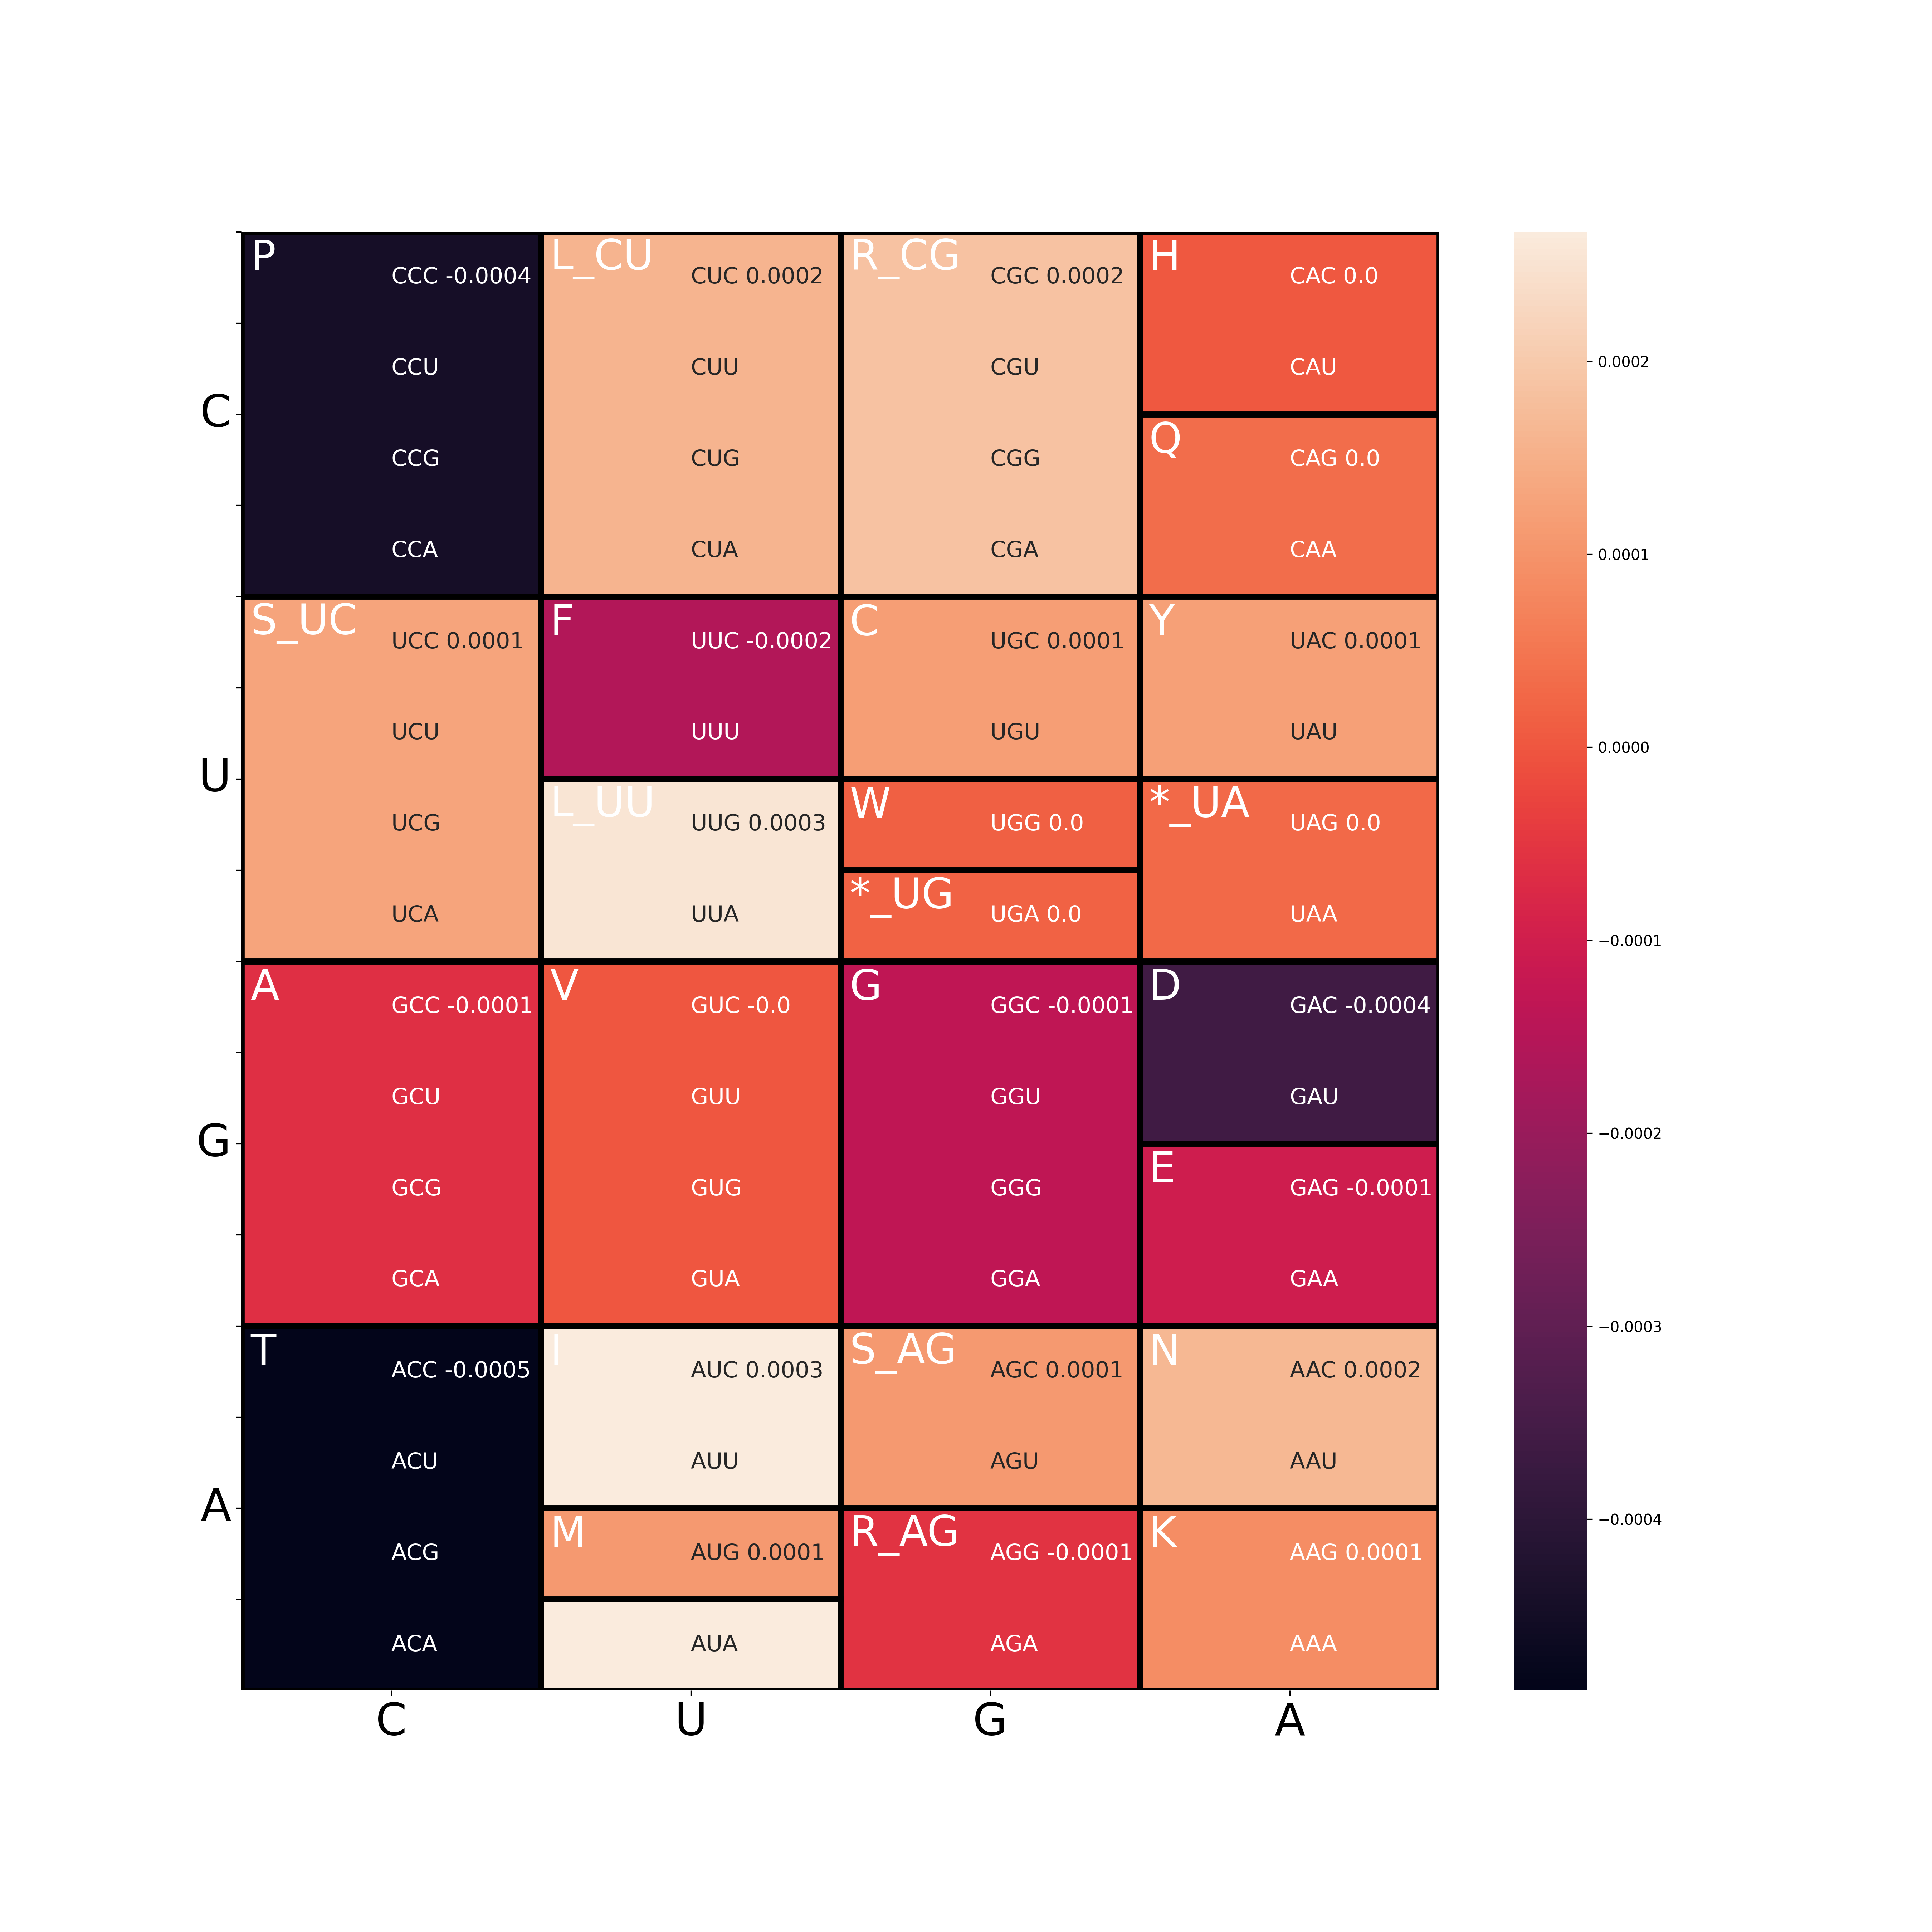 P
CCC -0.0004
CCU
CCG
CCA
L_CU
CUC 0.0002
CUU
CUG
CUA
R_CG
CGC 0.0002
CGU
CGG
CGA
H
CAC 0.0
CAU
Q
CAG 0.0
CAA
S_UC
UCC 0.0001
UCU
UCG
UCA
F
UUC -0.0002
UUU
L_UU
UUG 0.0003
UUA
C
UGC 0.0001
UGU
W
UGG 0.0
*_UG
UGA 0.0
Y
UAC 0.0001
UAU
*_UA
UAG 0.0
UAA
A
GCC -0.0001
GCU
GCG
GCA
V
GUC -0.0
GUU
GUG
GUA
G
GGC -0.0001
GGU
GGG
GGA
D
GAC -0.0004
GAU
E
GAG -0.0001
GAA
T
ACC -0.0005
ACU
ACG
ACA
I
AUC 0.0003
AUU
M
AUG 0.0001
AUA
S_AG
AGC 0.0001
AGU
R_AG
AGG -0.0001
AGA
N
AAC 0.0002
AAU
K
AAG 0.0001
AAA
C
U
G
A
C
U
G
A
0.0002
0.0001
0.0000
−0.0001
−0.0002
−0.0003
−0.0004